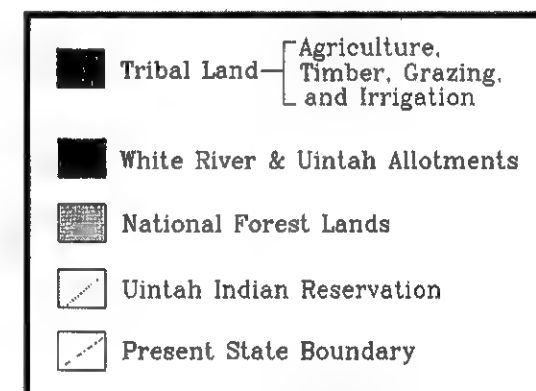 Agriculture,
Tribal Land Timber, Grazing,
and Irrigation
White River & Uintah Allotments
National Forest Lands
Uintah Indian Reservation
Present State Boundary